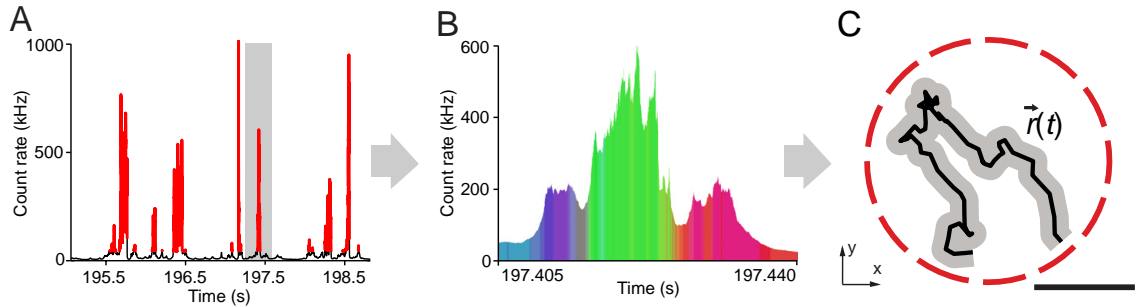 A
Count rate (kHz)
1000
500
0
195.5 196.5 197.5 198.5
Time (s)
B
Count rate (kHz)
600
400
200
0
197.405 197.440
Time (s)
C
r(t)
y
x